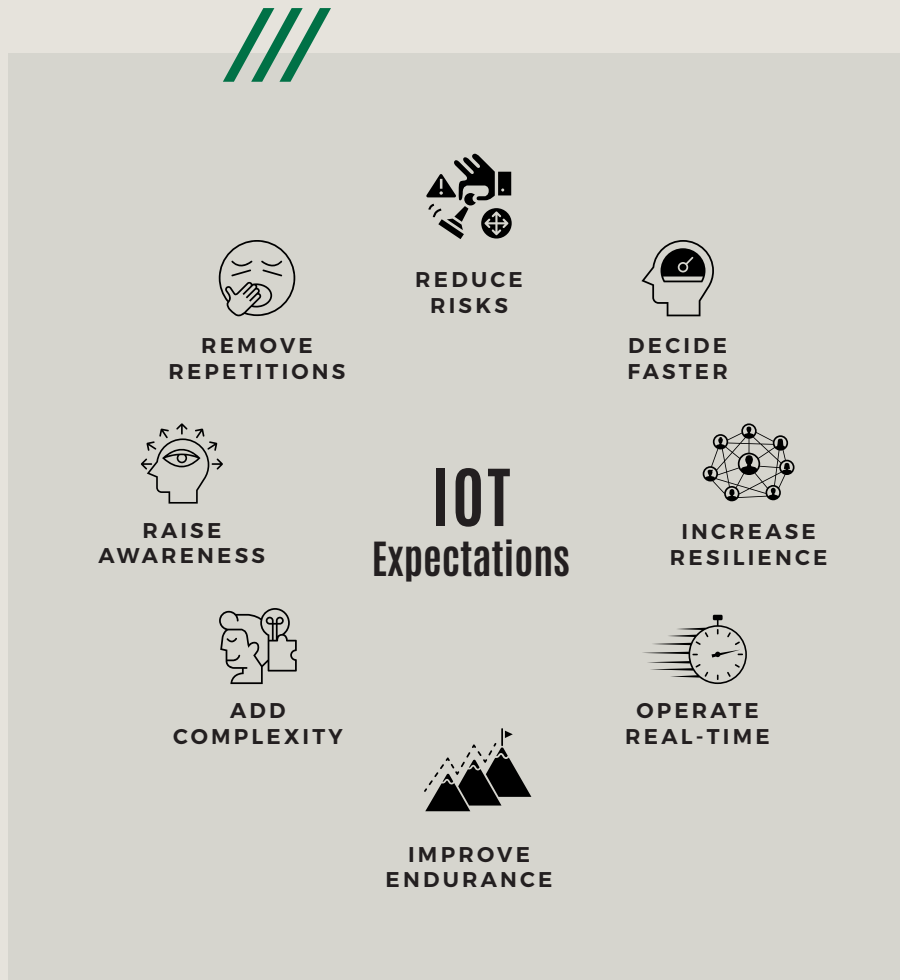 REDUCE
RISKS
REMOVE
REPETITIONS
DECIDE
FASTER
RAISE
AWARENESS
IOT
Expectations
INCREASE
RESILIENCE
ADD
COMPLEXITY
OPERATE
REAL-TIME
IMPROVE
ENDURANCE